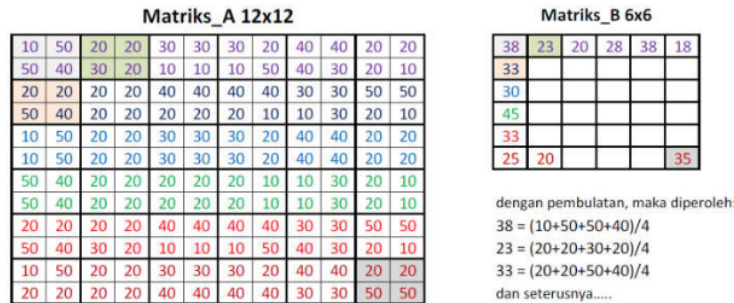 Matriks_A 12x12
10 50 20 20 30 30 30 20 40 40 20 20
50 40 30 20 10 10 10 50 40 30 20 10
20 20 20 20 40 40 40 40 30 30 50 50
50 40 20 20 20 20 20 10 10 30 20 10
10 50 20 20 30 30 30 20 40 40 20 20
10 50 20 20 30 30 30 20 40 40 20 20
50 40 20 20 20 20 10 10 30 20 10
50 40 20 20 20 20 10 10 30 20 10
20 20 20 20 40 40 40 40 30 30 50 50
50 40 30 20 10 10 10 50 40 30 20 10
10 50 20 20 30 30 30 20 40 40 20 20
20 20 20 20 40 40 40 40 30 30 50 50
Matriks_B 6x6
38 23 20 28 38 18
33
30
45
33
25 20 35
dengan pembulatan, maka diperoleh:
38 = (10+50+50+40)/4
23 = (20+20+30+20)/4
33 = (20+20+50+40)/4
dan seterusnya.....